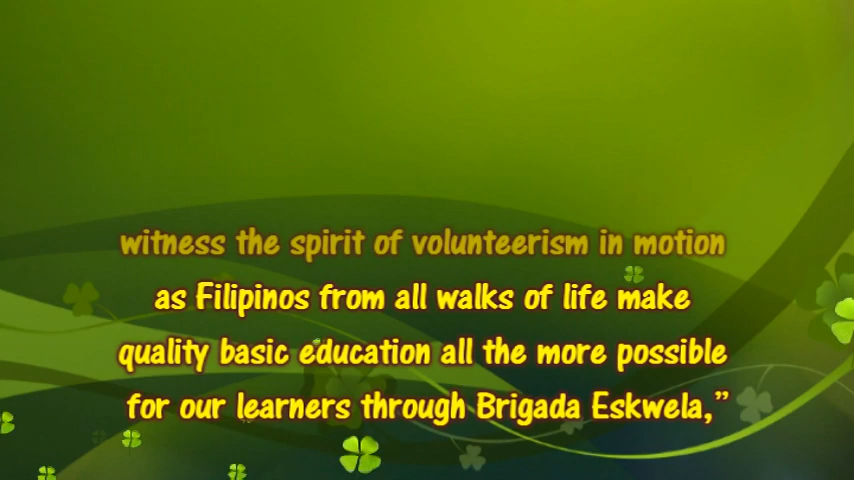 witness the spirit of volunteerism in motion
as Filipinos from all walks of life make
quality basic education all the more possible
for our learners through Brigada Eskwela,”